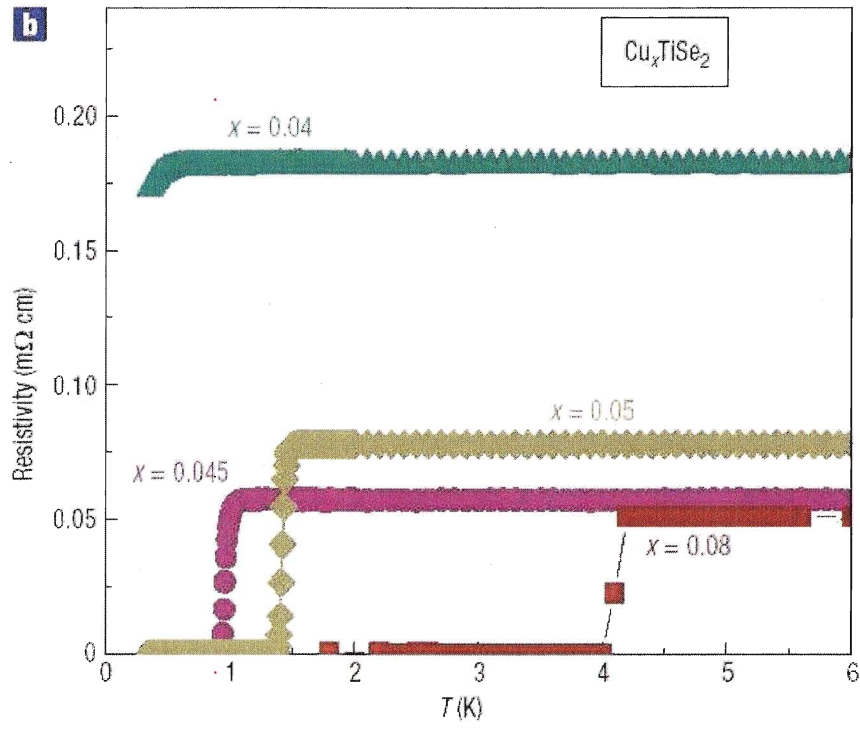 b
CuₓTiSe₂
0.20
x = 0.04
0.15
Resistivity (mΩ cm)
0.10
x = 0.05
x = 0.045
0.05
x = 0.08
0
0 1 2 3 4 5 6
T (K)